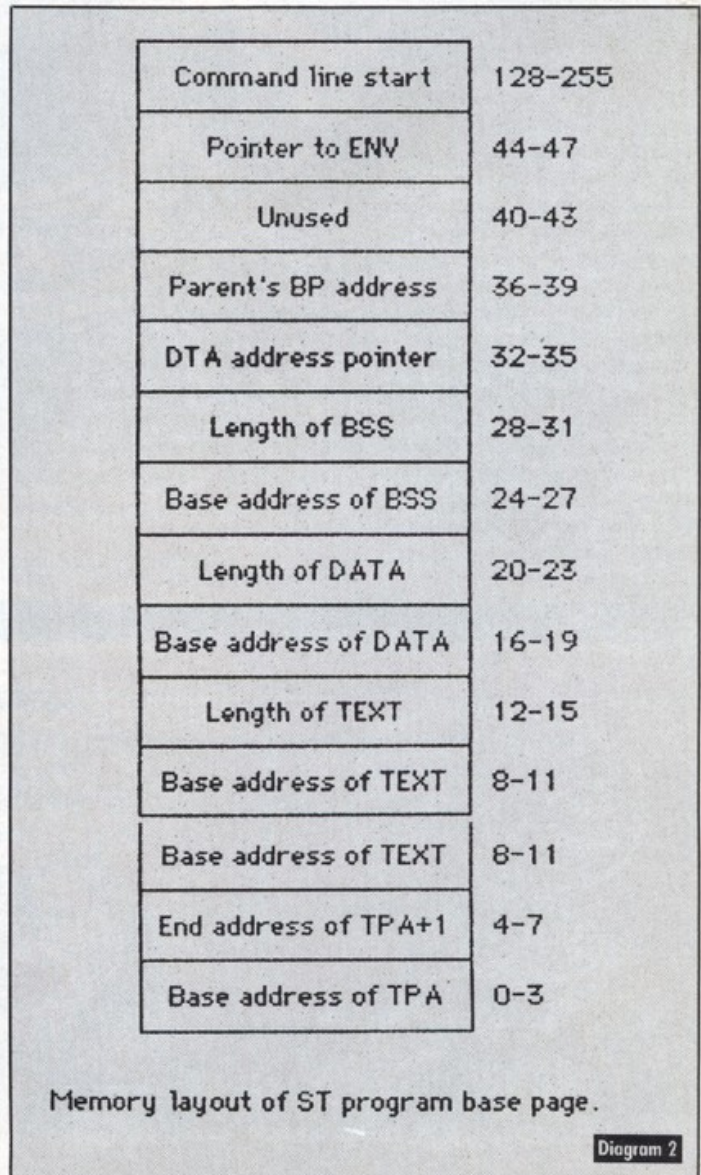 Command line start 128-255
Pointer to ENV 44-47
Unused 40-43
Parent's BP address 36-39
DTA address pointer 32-35
Length of BSS 28-31
Base address of BSS 24-27
Length of DATA 20-23
Base address of DATA 16-19
Length of TEXT 12-15
Base address of TEXT 8-11
Base address of TEXT 8-11
End address of TPA+1 4-7
Base address of TPA 0-3
Memory layout of ST program base page.
Diagram 2